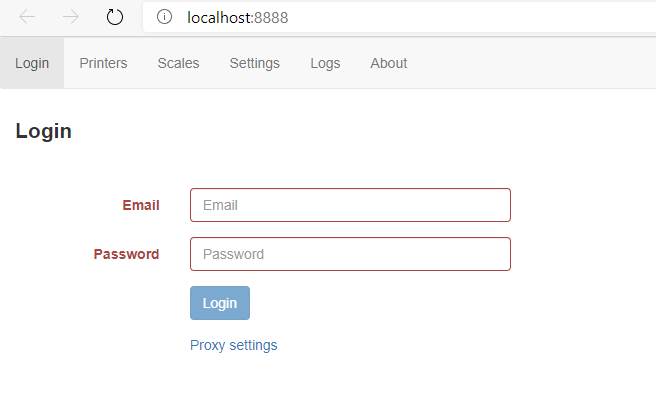 localhost:8888
Login Printers Scales Settings Logs About
Login
Email Email
Password Password
Login
Proxy settings